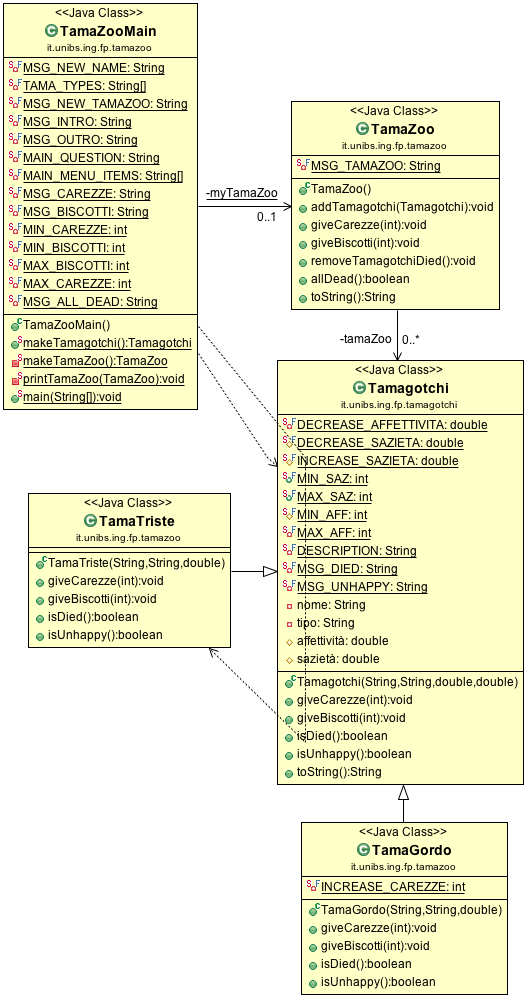 <<Java Class>>
TamaZooMain
it.unibs.ing.fp.tamazoo
MSG_NEW_NAME: String
TAMA_TYPES: String[]
MSG_NEW_TAMAZOO: String
MSG_INTRO: String
MSG_OUTRO: String
MAIN_QUESTION: String
MAIN_MENU_ITEMS: String[]
MSG_CAREZZE: String
MSG_BISCOTTI: String
MIN_CAREZZE: int
MIN_BISCOTTI: int
MAX_BISCOTTI: int
MAX_CAREZZE: int
MSG_ALL_DEAD: String
TamaZooMain()
makeTamagotchi():Tamagotchi
makeTamaZoo():TamaZoo
printTamaZoo(TamaZoo):void
main(String[]):void
-myTamaZoo
0..1
<<Java Class>>
TamaZoo
it.unibs.ing.fp.tamazoo
MSG_TAMAZOO: String
TamaZoo()
addTamagotchi(Tamagotchi):void
giveCarezze(int):void
giveBiscotti(int):void
removeTamagotchiDied():void
allDead():boolean
toString():String
-tamaZoo
0..*
<<Java Class>>
Tamagotchi
it.unibs.ing.fp.tamagotchi
DECREASE_AFFETTIVITA: double
DECREASE_SAZIETA: double
INCREASE_SAZIETA: double
MIN_SAZ: int
MAX_SAZ: int
MIN_AFF: int
MAX_AFF: int
DESCRIPTION: String
MSG_DIED: String
MSG_UNHAPPY: String
nome: String
tipo: String
affettività: double
sazietà: double
Tamagotchi(String,String,double,double)
giveCarezze(int):void
giveBiscotti(int):void
isDied():boolean
isUnhappy():boolean
toString():String
<<Java Class>>
TamaTriste
it.unibs.ing.fp.tamazoo
TamaTriste(String,String,double)
giveCarezze(int):void
giveBiscotti(int):void
isDied():boolean
isUnhappy():boolean
<<Java Class>>
TamaGordo
it.unibs.ing.fp.tamazoo
INCREASE_CAREZZE: int
TamaGordo(String,String,double)
giveCarezze(int):void
giveBiscotti(int):void
isDied():boolean
isUnhappy():boolean